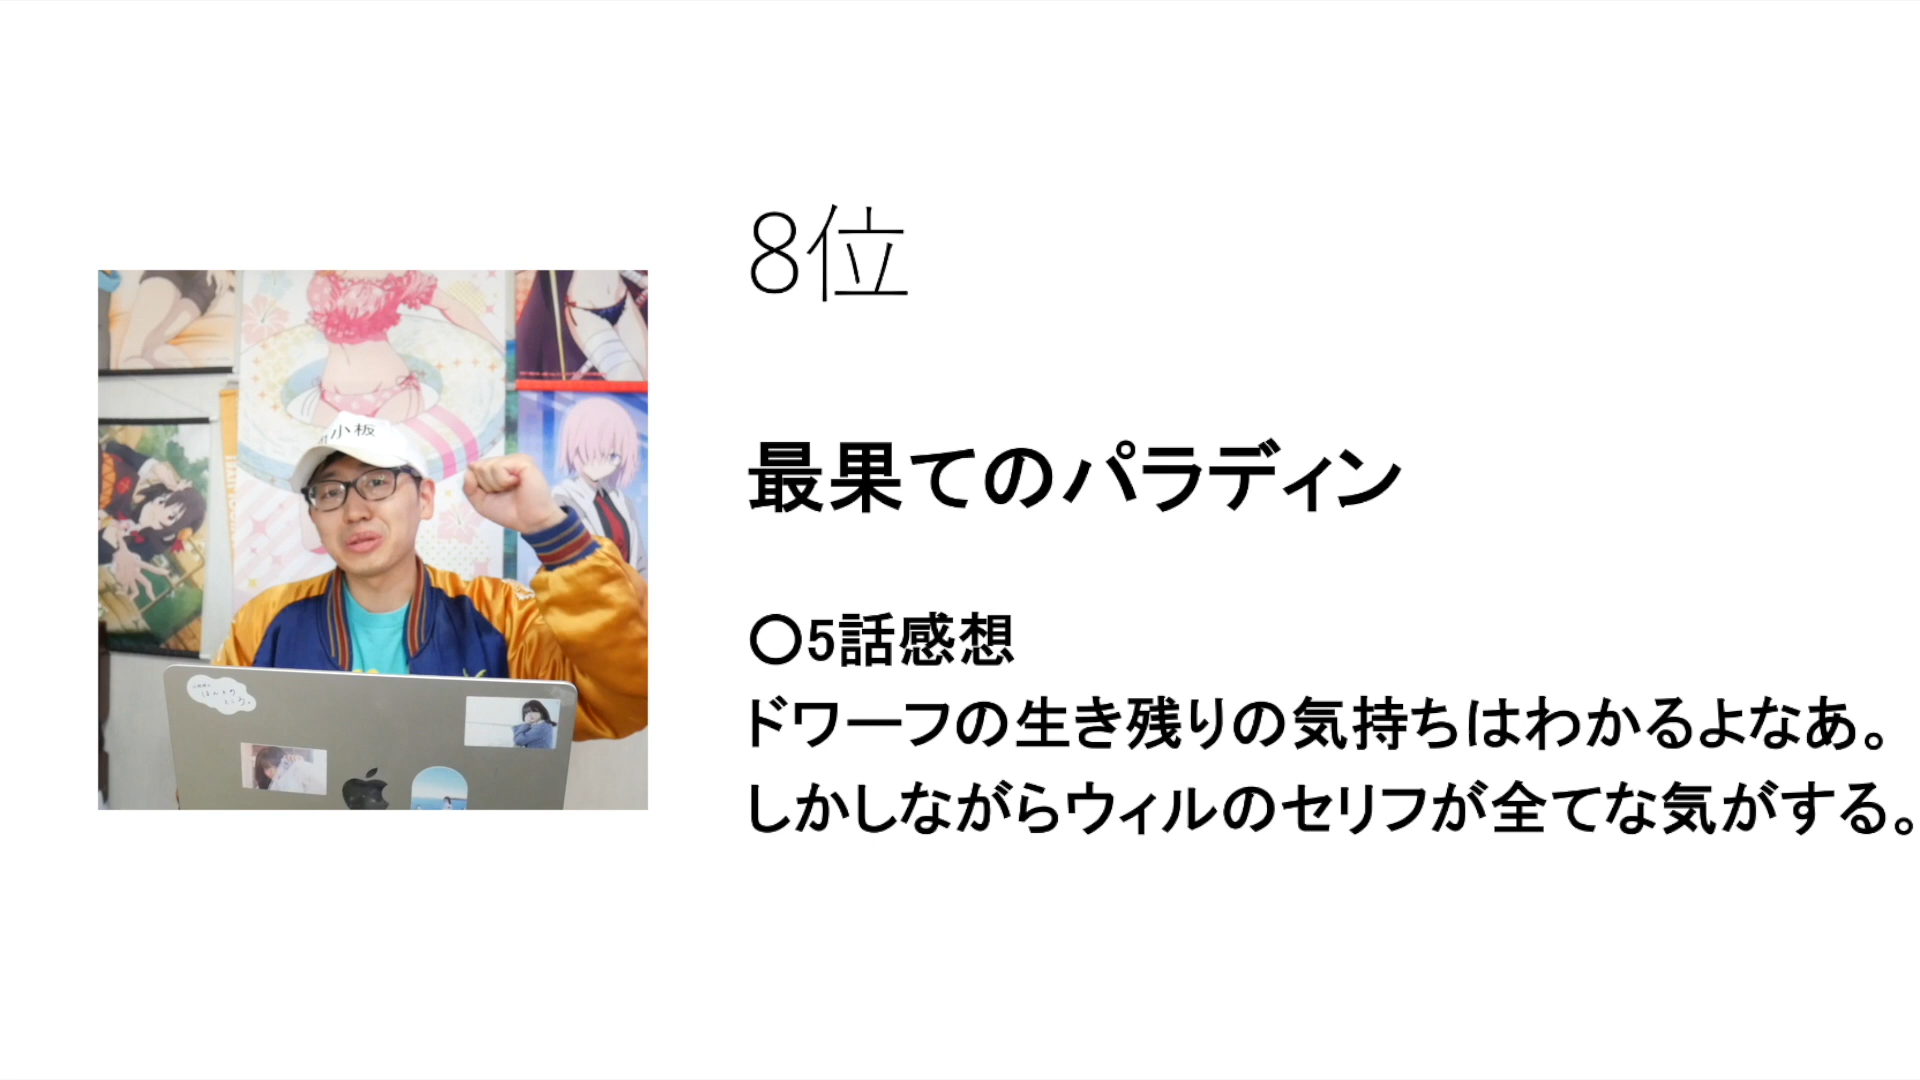 8位
最果てのパラディン
〇5話感想
ドワーフの生き残りの気持ちはわかるよなあ。
しかしながらウィルのセリフが全てな気がする。
小板